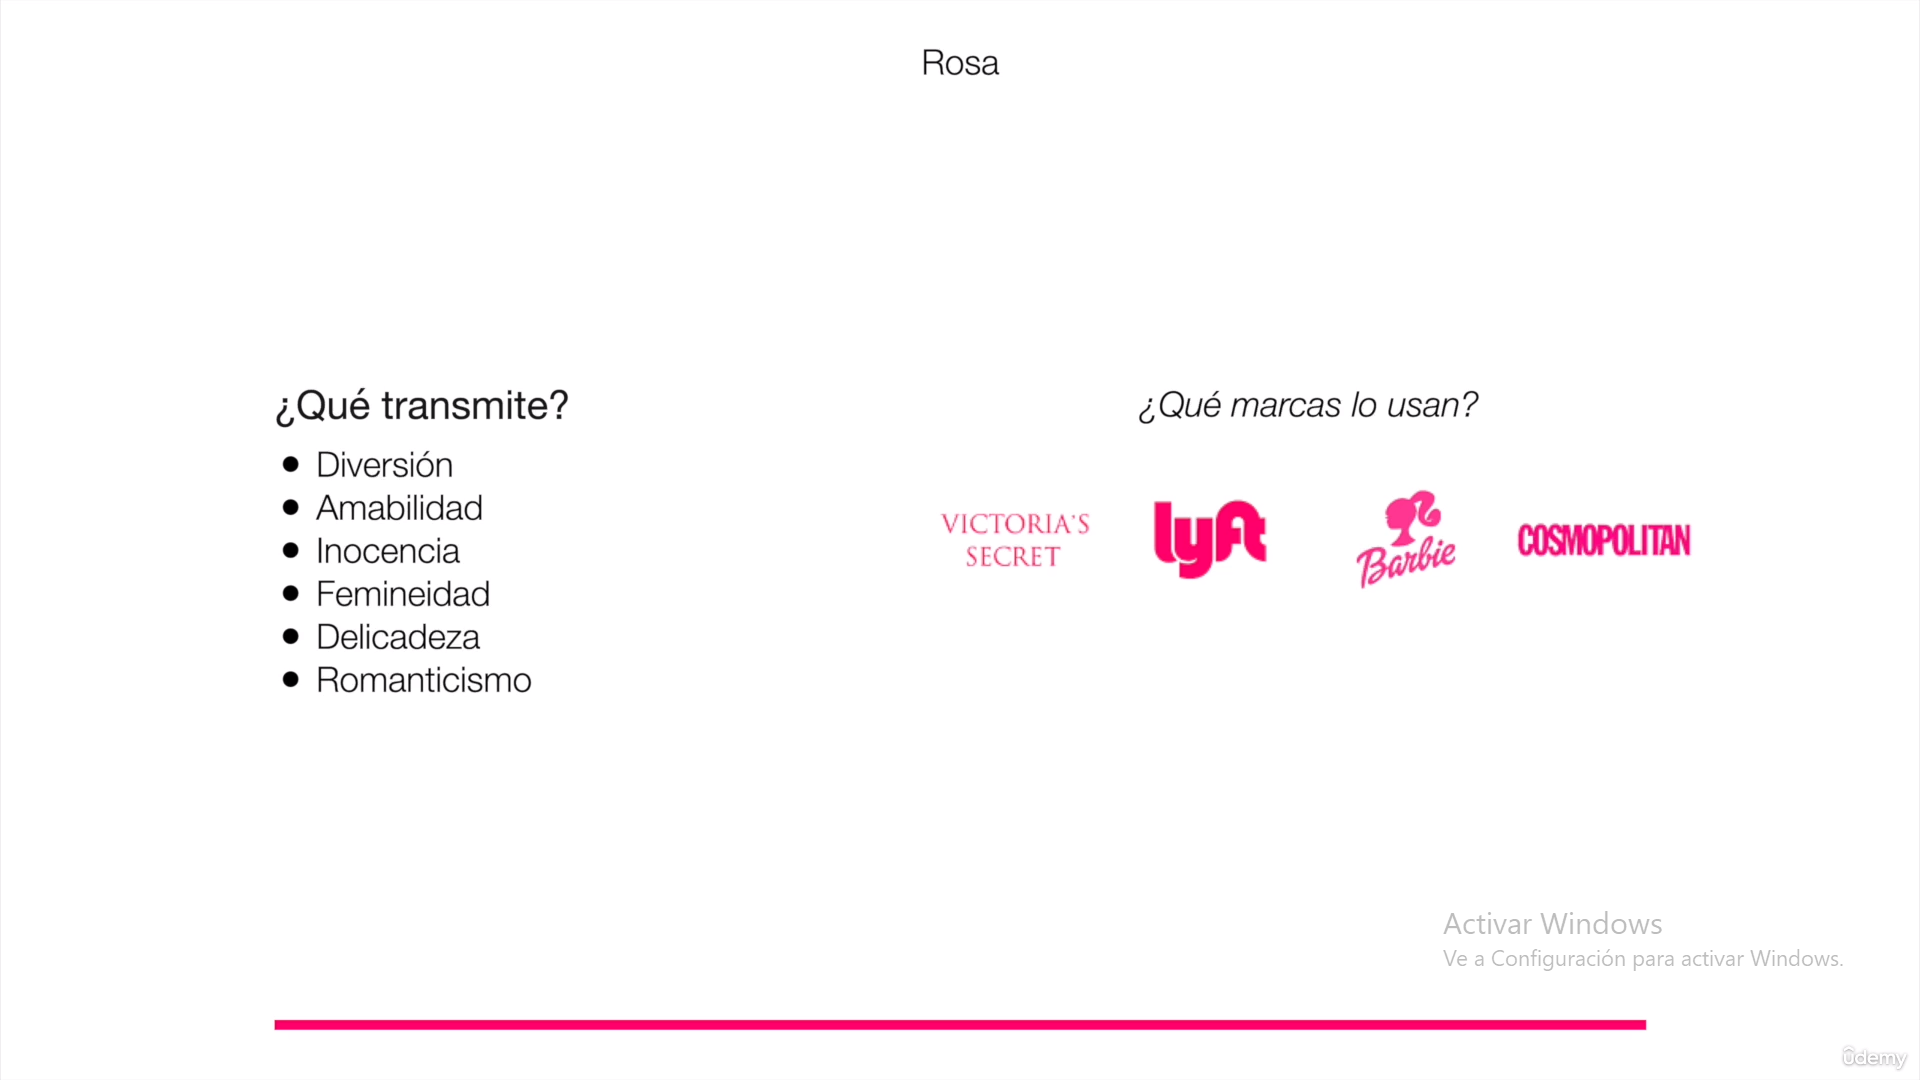 Rosa
¿Qué transmite?
● Diversión
● Amabilidad
● Inocencia
● Femineidad
● Delicadeza
● Romanticismo
¿Qué marcas lo usan?
VICTORIA'S
SECRET
lyft
Barbie
COSMOPOLITAN
Activar Windows
Ve a Configuración para activar Windows.
ûdemy